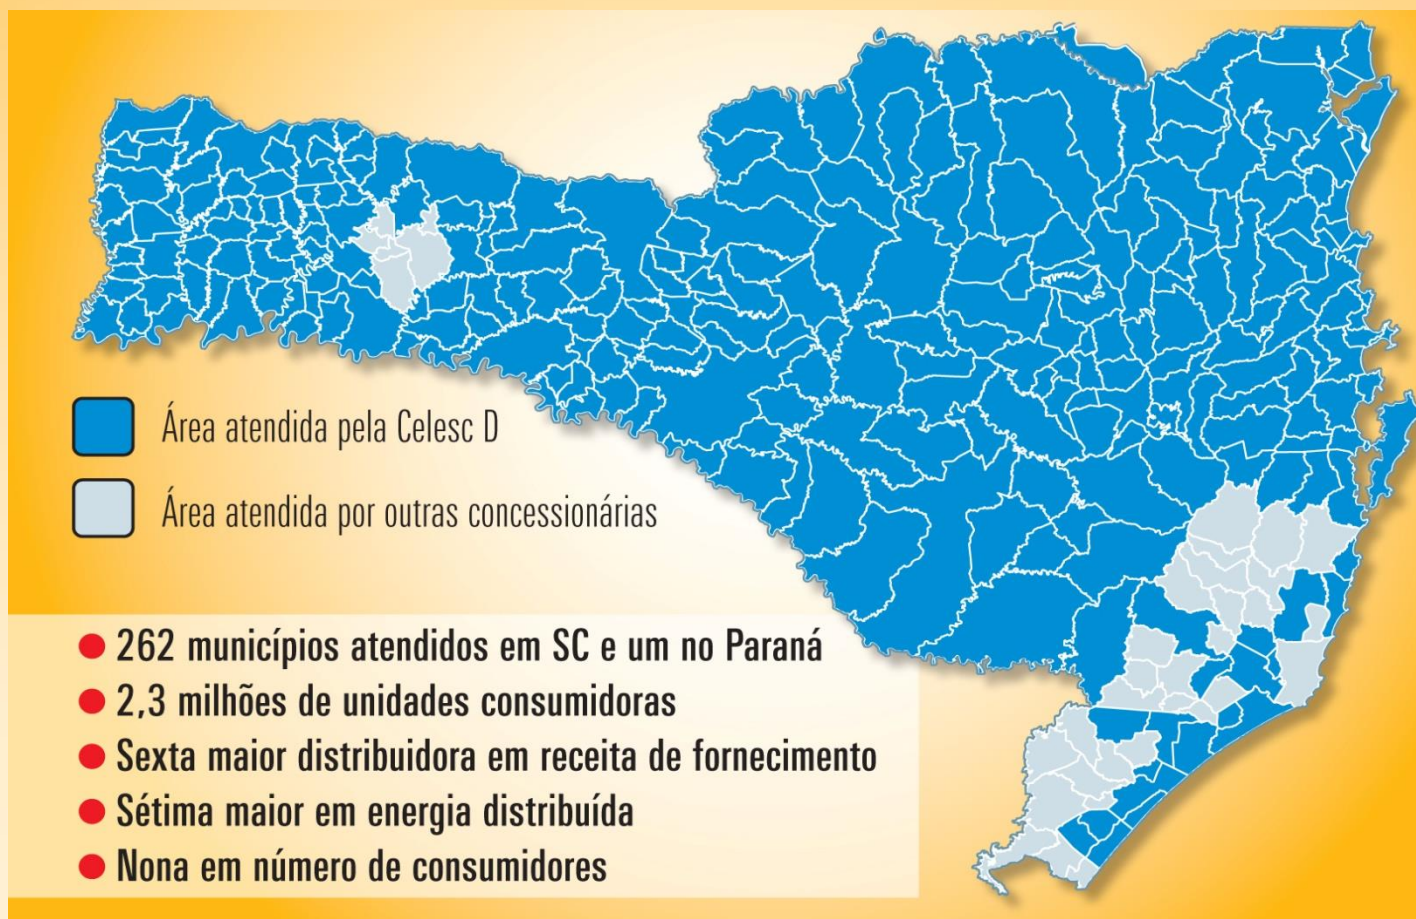 Área atendida pela Celesc D
Área atendida por outras concessionárias
262 municípios atendidos em SC e um no Paraná
2,3 milhões de unidades consumidoras
Sexta maior distribuidora em receita de fornecimento
Sétima maior em energia distribuída
Nona em número de consumidores